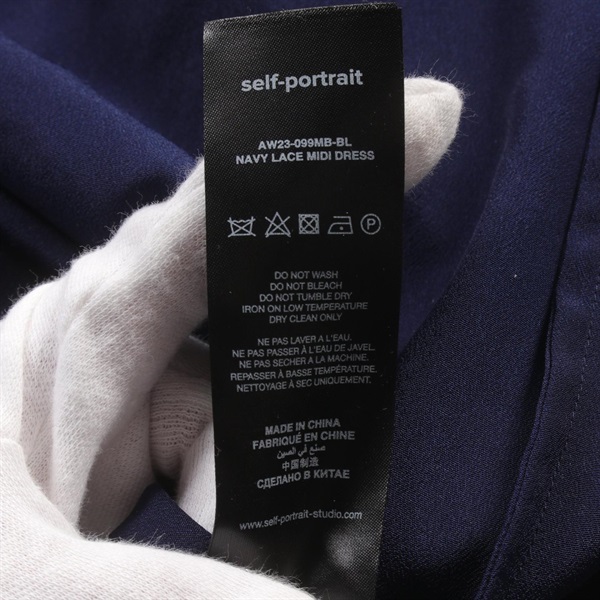 self-portrait
AW23-099MB-BL
NAVY LACE MIDI DRESS
P
DO NOT WASH
DO NOT BLEACH
DO NOT TUMBLE DRY
IRON ON LOW TEMPERATURE
DRY CLEAN ONLY
NE PAS LAVER A L'EAU.
NE PAS PASSER À L'EAU DE JAVEL.
NE PAS SECHER A LA MACHINE.
REPASSER À BASSE TEMPÉRATURE.
NETTOYAGE À SEC UNIQUEMENT.
MADE IN CHINA
FABRIQUÉ EN CHINE
صنع في الصين
中国制造
СДЕЛАНО В КИТАЕ
www.self-portrait-studio.com